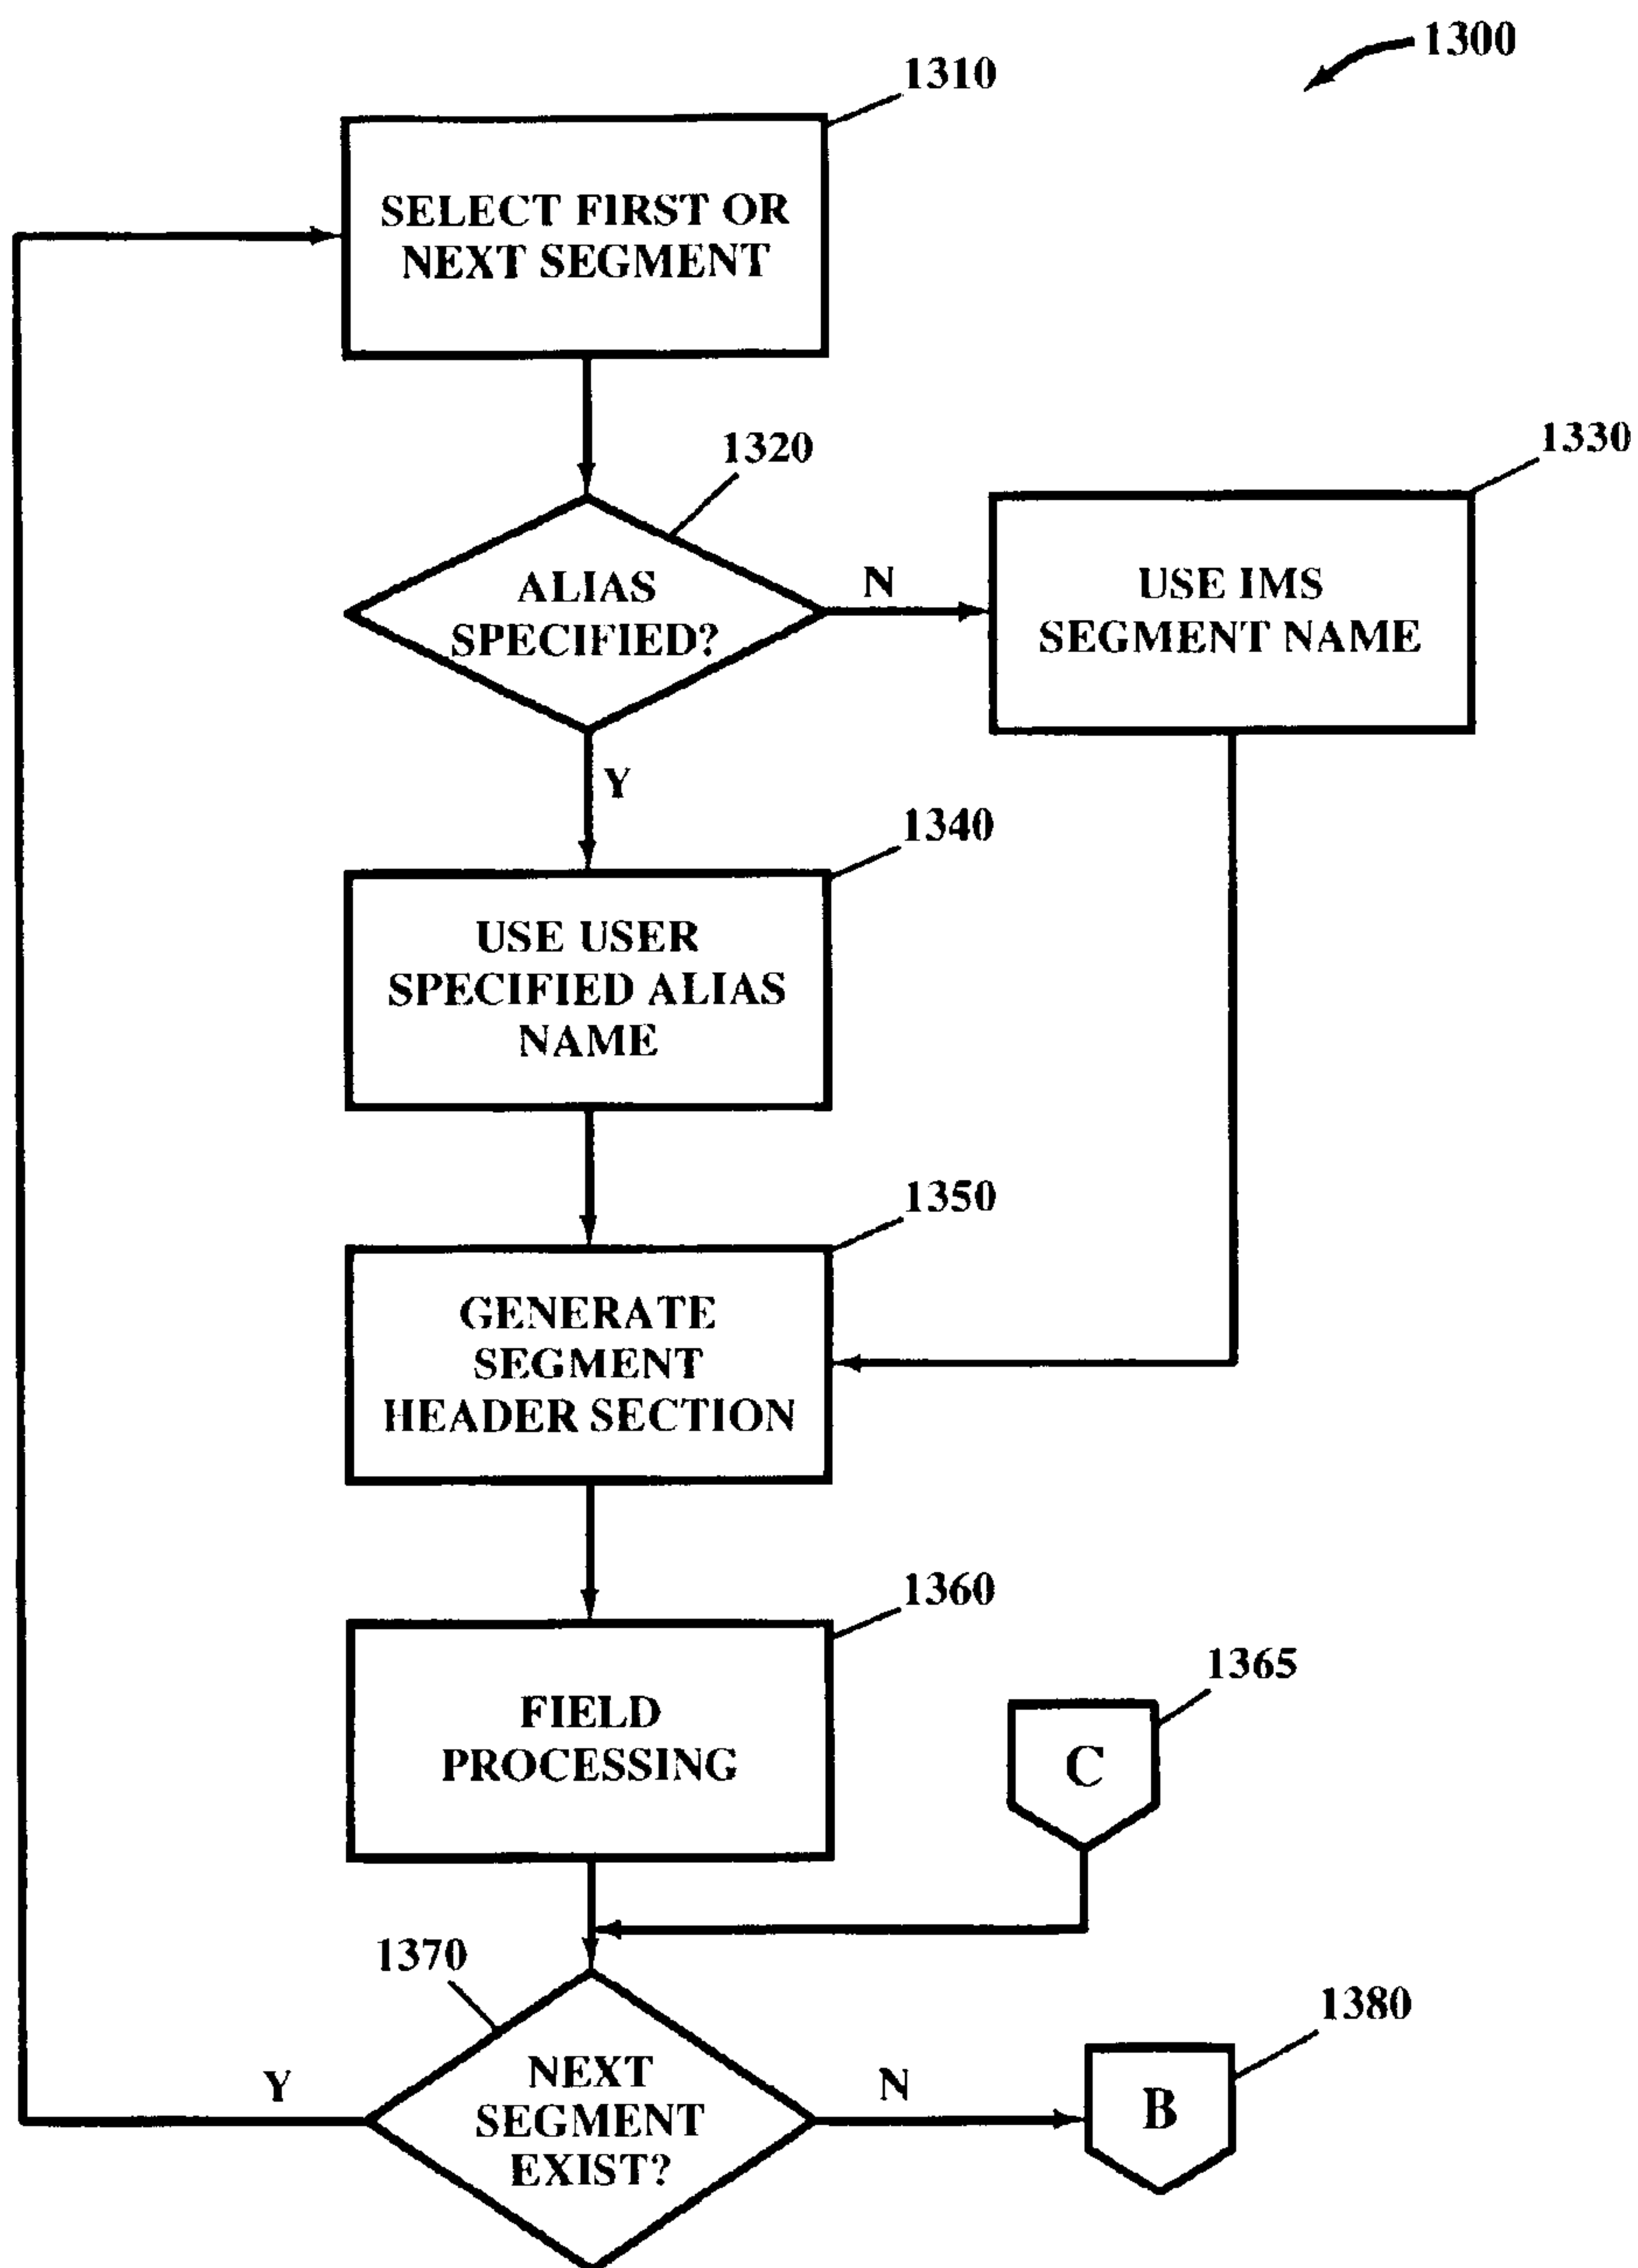 1300
1310
SELECT FIRST OR
NEXT SEGMENT
1320
1330
ALIAS
SPECIFIED?
N
USE IMS
SEGMENT NAME
Y
1340
USE USER
SPECIFIED ALIAS
NAME
1350
GENERATE
SEGMENT
HEADER SECTION
1360
FIELD
PROCESSING
1365
C
1370
1380
Y
NEXT
SEGMENT
EXIST?
N
B